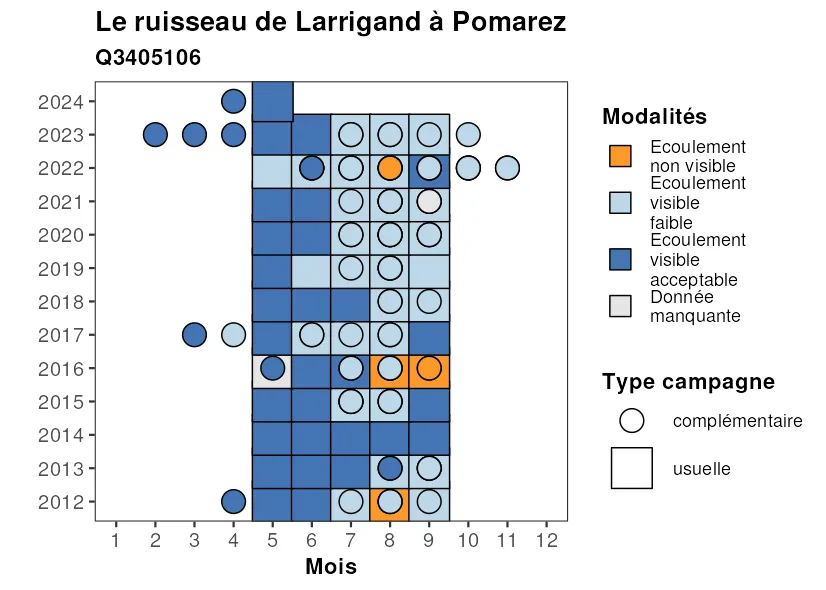 Le ruisseau de Larrigand à Pomarez
Q3405106
2024
2023
2022
2021
2020
2019
2018
2017
2016
2015
2014
2013
2012
1 2 3 4 5 6 7 8 9 10 11 12
Mois
Modalités
Ecoulement
non visible
Ecoulement
visible
faible
Ecoulement
visible
acceptable
Donnée
manquante
Type campagne
complémentaire
usuelle